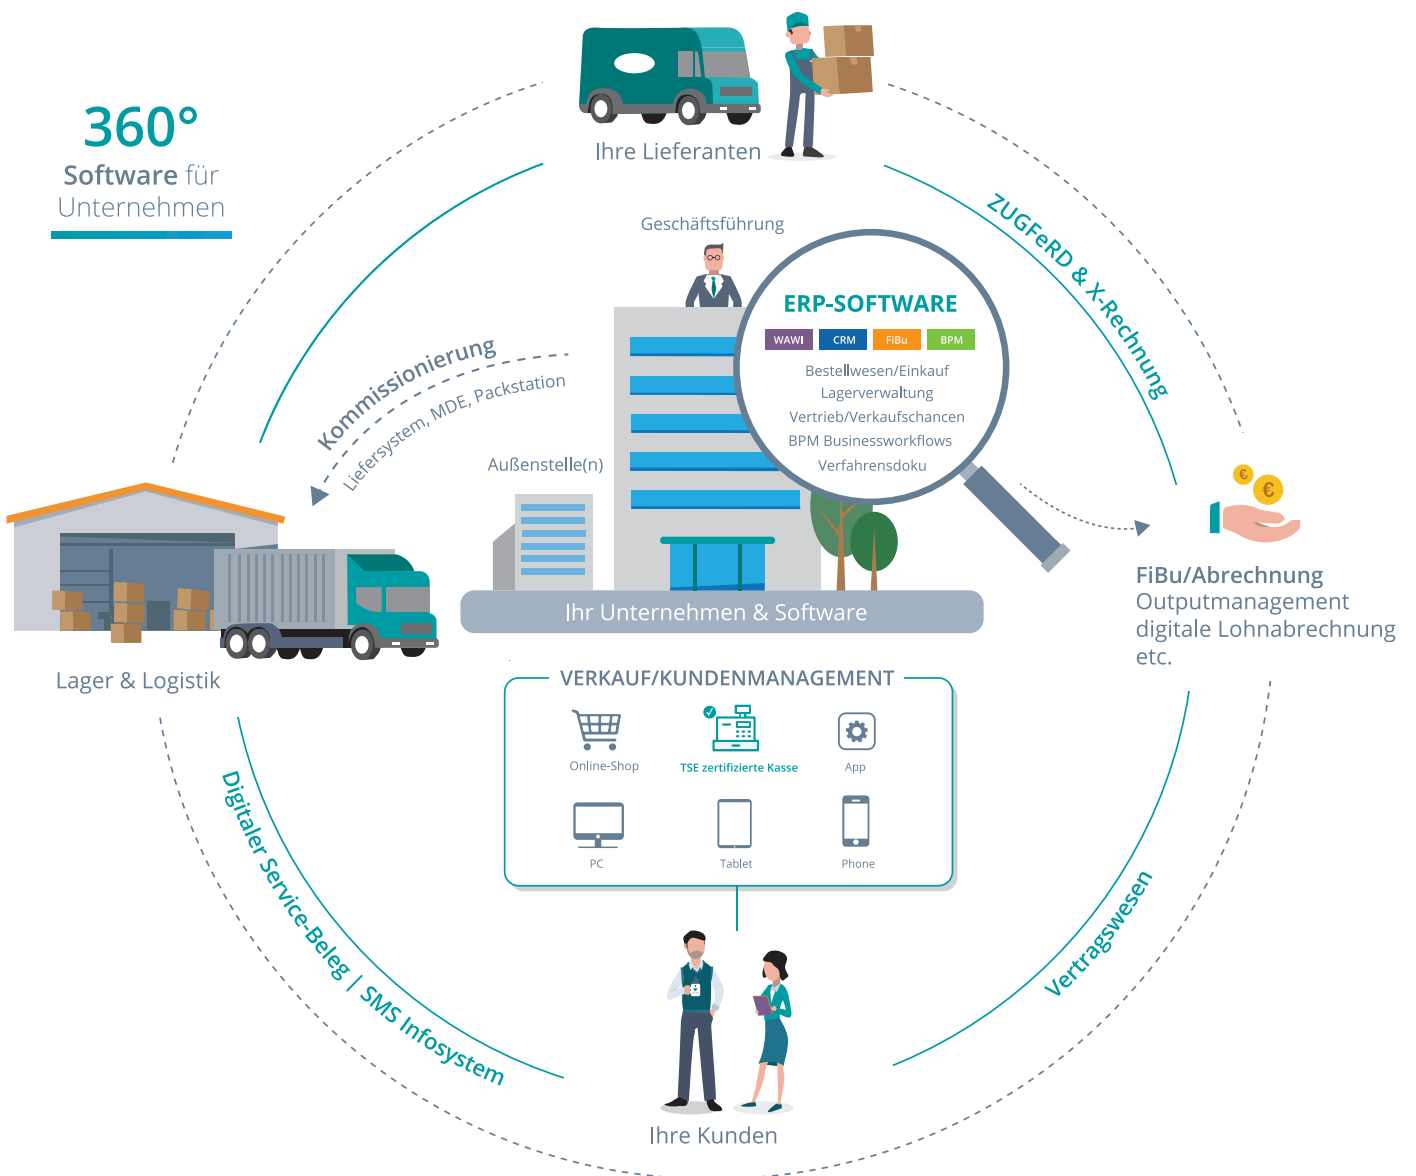 360°
Software für
Unternehmen
Ihre Lieferanten
Geschäftsführung
ZUGFeRD & X-Rechnung
ERP-SOFTWARE
WAWI CRM FiBu BPM
Bestellwesen/Einkauf
Lagerverwaltung
Vertrieb/Verkaufschancen
BPM Businessworkflows
Verfahrensdoku
Kommissionierung
Liefersystem, MDE, Packstation
Außenstelle(n)
Ihr Unternehmen & Software
FiBu/Abrechnung
Outputmanagement
digitale Lohnabrechnung
etc.
Lager & Logistik
VERKAUF/KUNDENMANAGEMENT
Online-Shop
TSE zertifizierte Kasse
App
PC
Tablet
Phone
Digitaler Service-Beleg | SMS Infosystem
Vertragswesen
Ihre Kunden
€
€